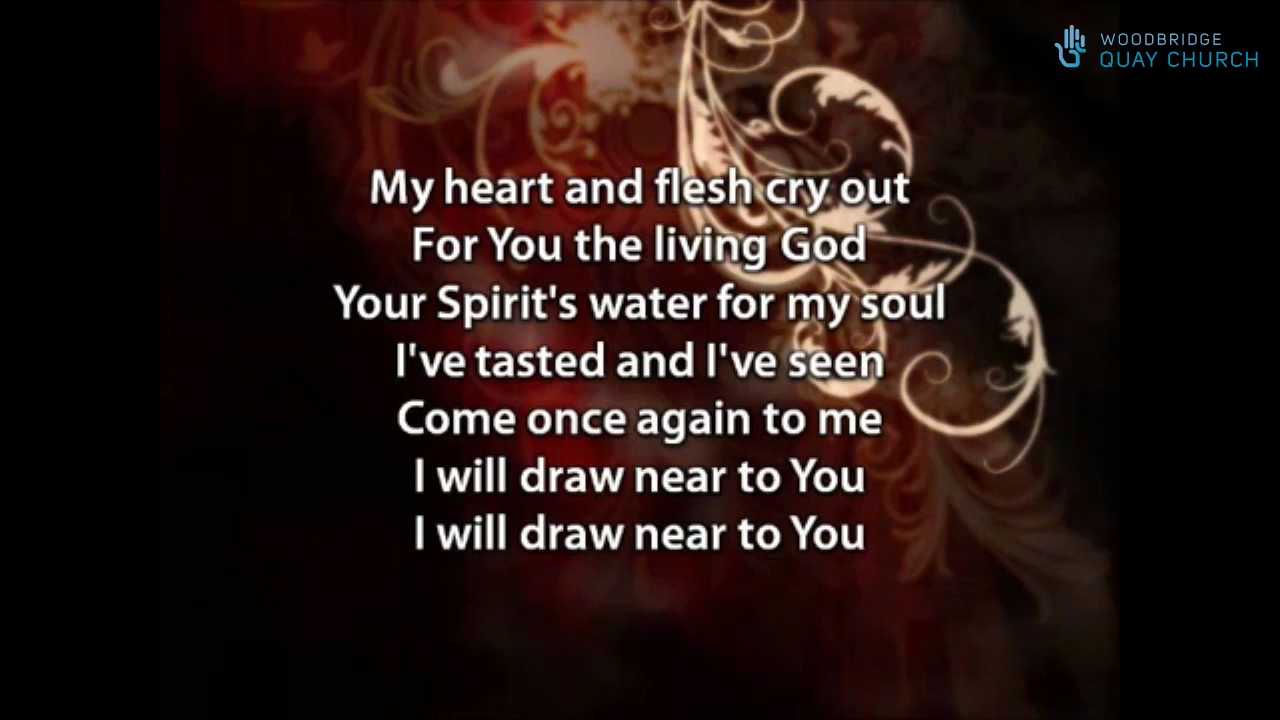 WOODBRIDGE
QUAY CHURCH
My heart and flesh cry out
For You the living God
Your Spirit's water for my soul
I've tasted and I've seen
Come once again to me
I will draw near to You
I will draw near to You